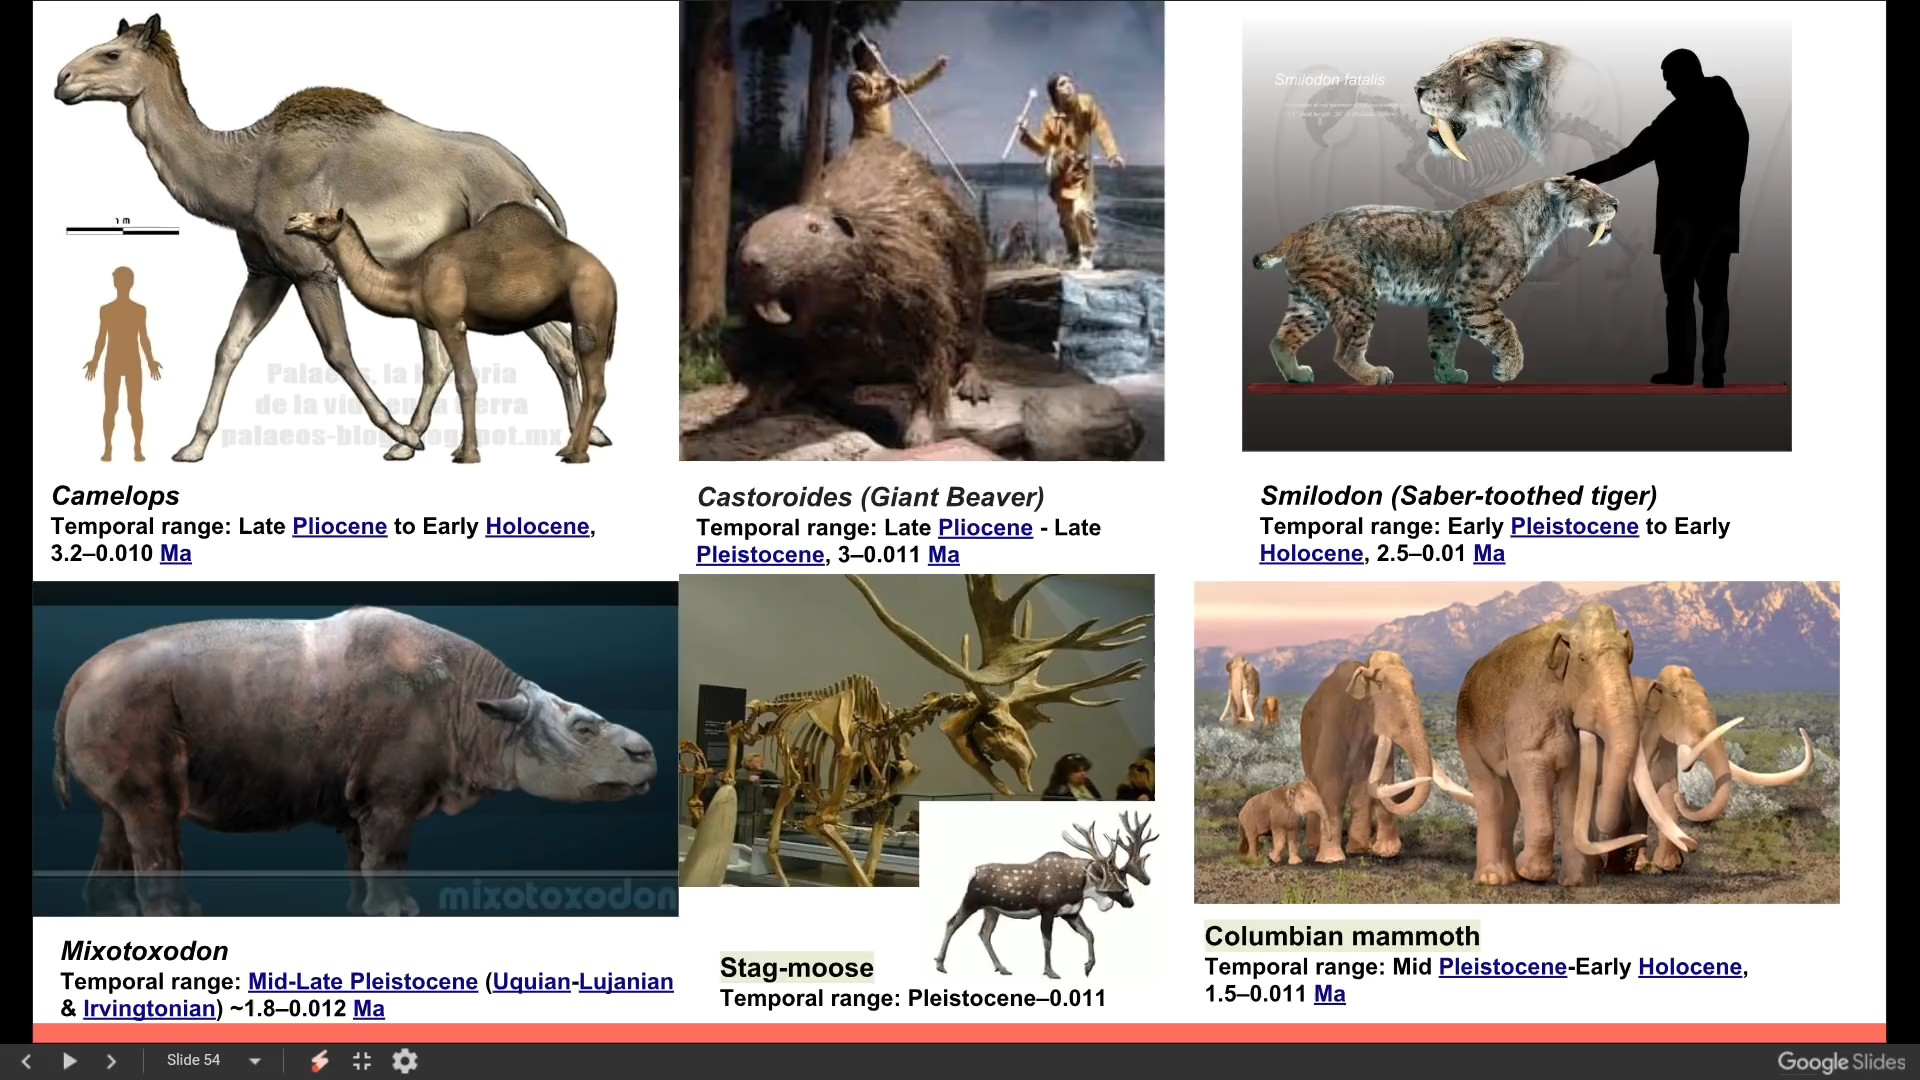 1 m
Palaeos, la historia
de la vida en la tierra
palaeos-blog.blogspot.mx
Camelops
Temporal range: Late Pliocene to Early Holocene,
3.2–0.010 Ma
Castoroides (Giant Beaver)
Temporal range: Late Pliocene - Late
Pleistocene, 3–0.011 Ma
Smilodon fatalis
Smilodon (Saber-toothed tiger)
Temporal range: Early Pleistocene to Early
Holocene, 2.5–0.01 Ma
mixotoxodon
Mixotoxodon
Temporal range: Mid-Late Pleistocene (Uquian-Lujanian
& Irvingtonian) ~1.8–0.012 Ma
Stag-moose
Temporal range: Pleistocene–0.011
Columbian mammoth
Temporal range: Mid Pleistocene-Early Holocene,
1.5–0.011 Ma
Slide 54
Google Slides